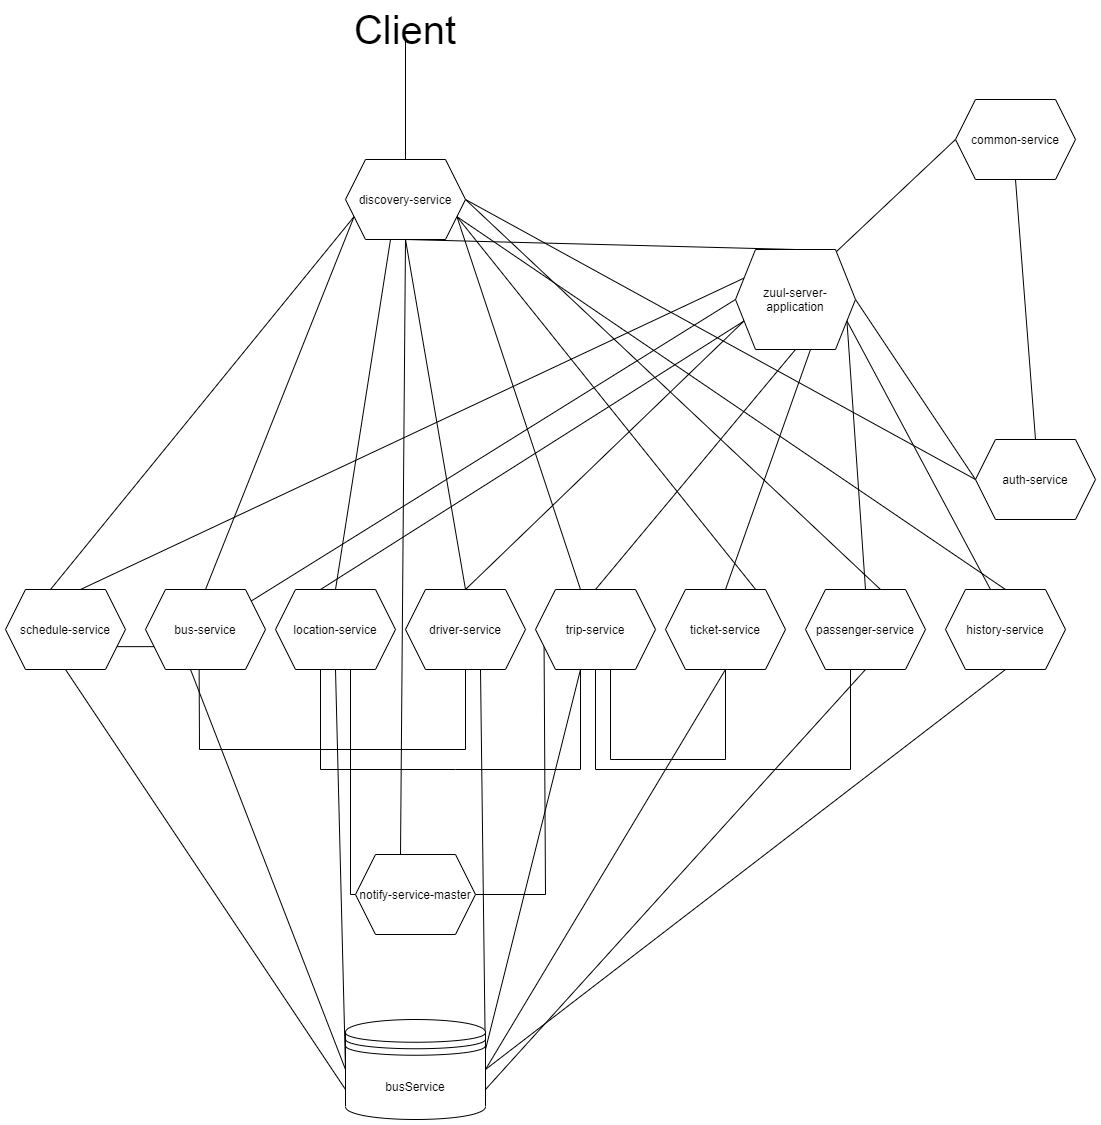 Client
common-service
discovery-service
zuul-server-
application
auth-service
schedule-service
bus-service
location-service
driver-service
trip-service
ticket-service
passenger-service
history-service
notify-service-master
busService